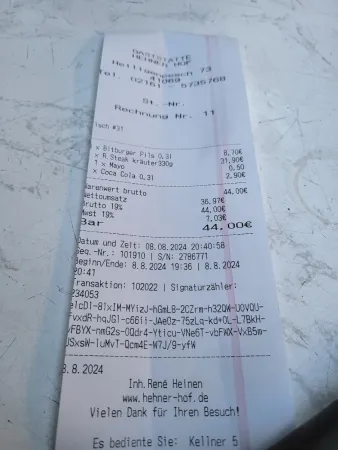 GASTSTÄTTE
HEHNER HOF
Heiligenpesch 73
41069
Tel. 02161 - 5735768
St.-Nr.
Rechnung Nr. 11
isch #31
x Bitburger Pils 0,3l 8,70€
x R.Steak kräuter330g 31,90€
1 x Mayo 0,50
x Coca Cola 0,3l 2,90€
Warenwert brutto 44,00€
Nettoumsatz 36,97€
Brutto 19% 44,00€
Mwst 19% 7,03€
Bar 44,00€
Datum und Zeit: 08.08.2024 20:40:58
Seq.-Nr.: 101910 | S/N: 2786771
Beginn/Ende: 8.8.2024 19:36 | 8.8.2024
20:41
Transaktion: 102022 | Signaturzähler:
234053
8.8.2024
Inh.René Heinen
www.hehner-hof.de
Vielen Dank für Ihren Besuch!
Es bediente Sie: Kellner 5